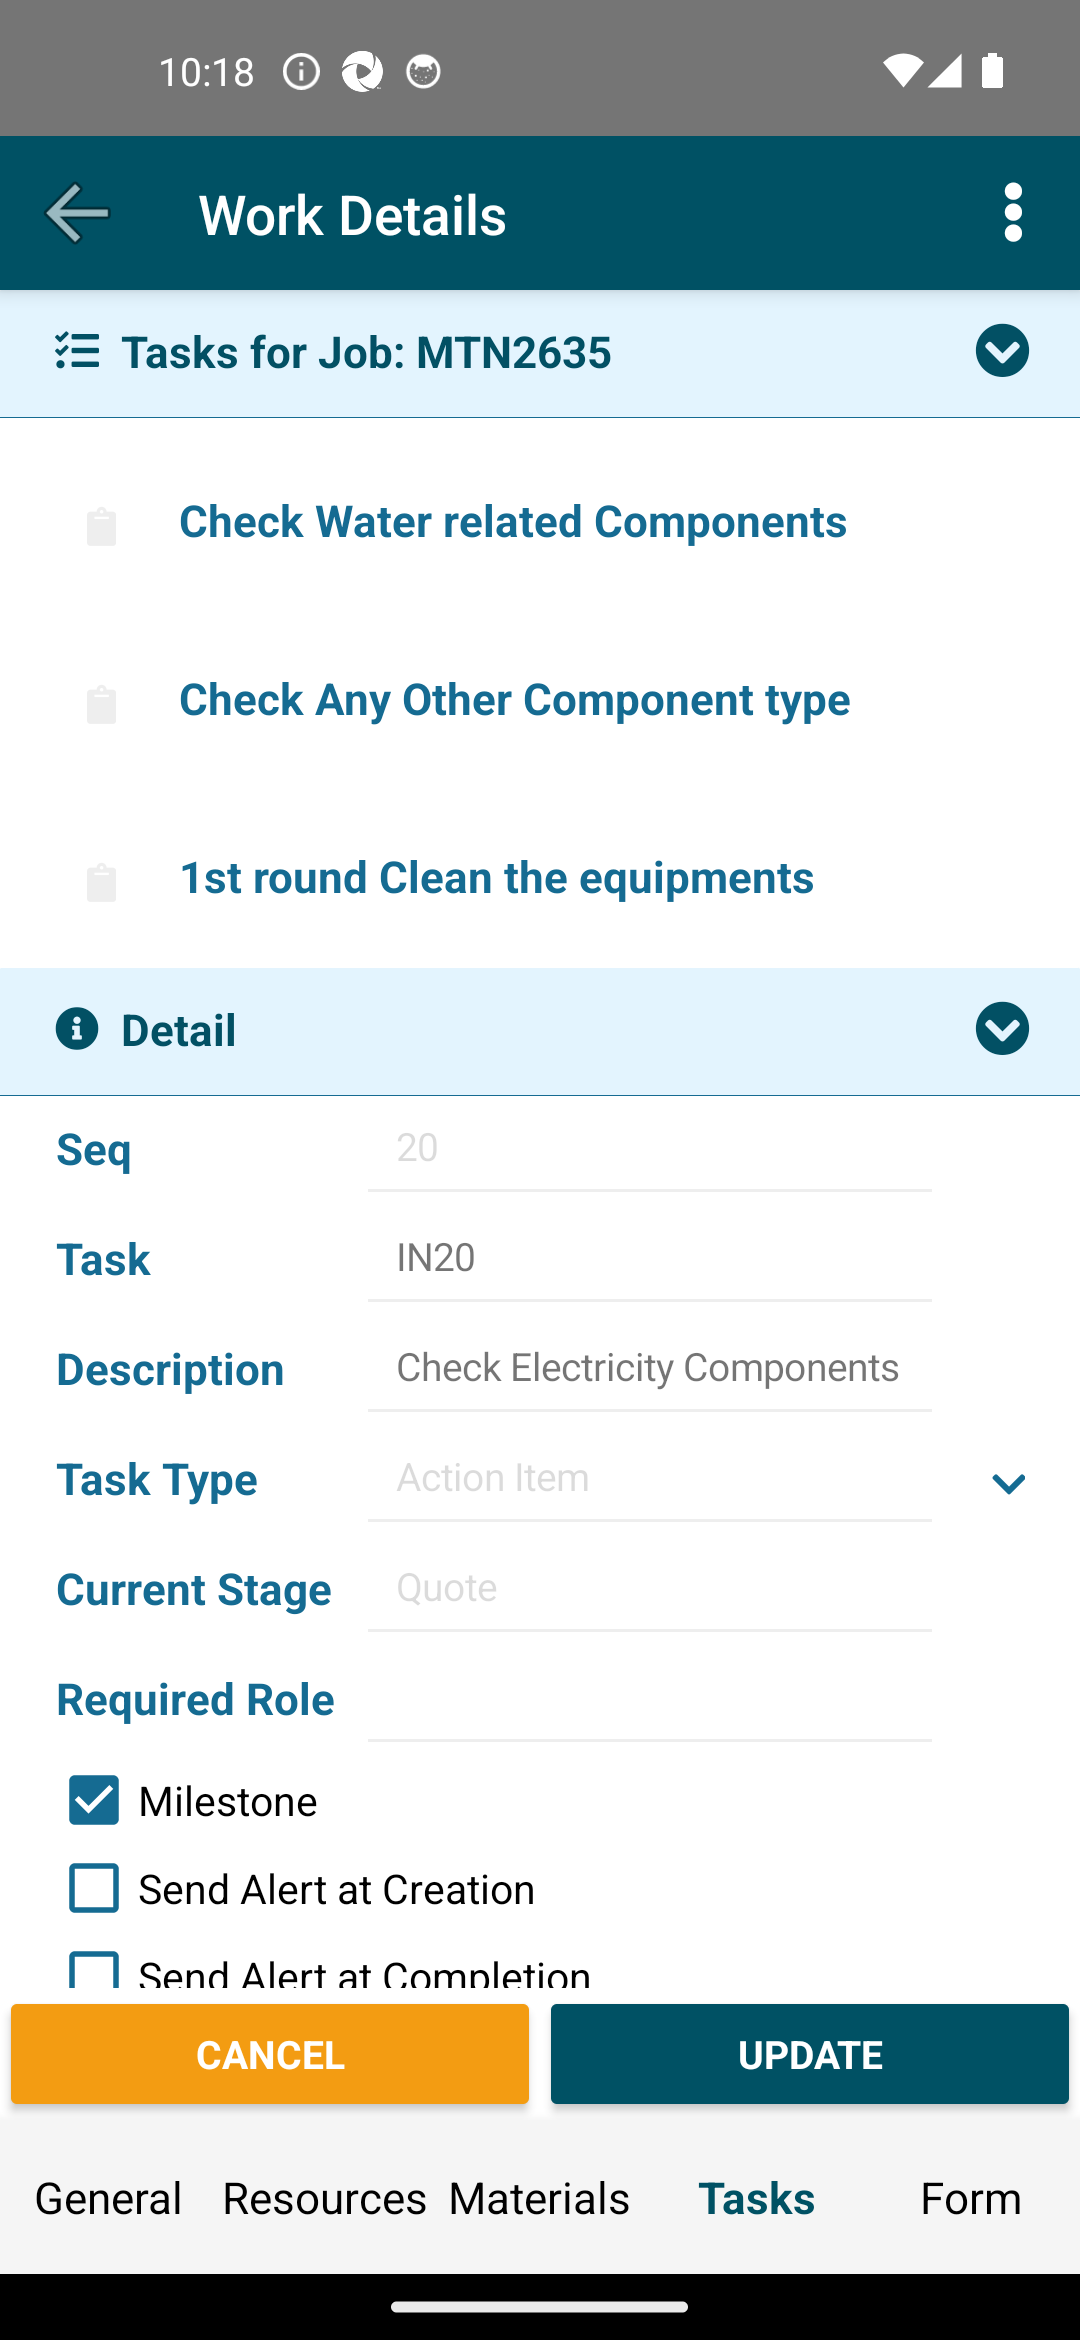 10:18
Work Details
Tasks for Job: MTN2635
Check Water related Components
Check Any Other Component type
1st round Clean the equipments
Detail
Seq 20
Task IN20
Description Check Electricity Components
Task Type Action Item
Current Stage Quote
Required Role
Milestone
Send Alert at Creation
Send Alert at Completion
CANCEL UPDATE
General Resources Materials Tasks Form